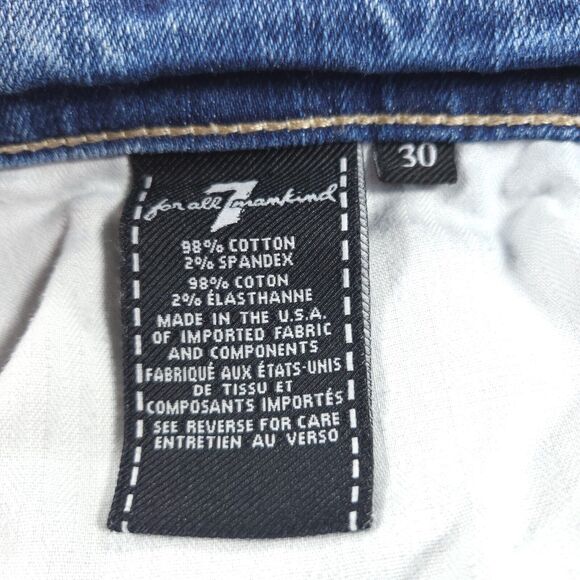 30
for all 7 mankind
98% COTTON
2% SPANDEX
98% COTON
2% ÉLASTHANNE
MADE IN THE U.S.A.
OF IMPORTED FABRIC
AND COMPONENTS
FABRIQUÉ AUX ÉTATS-UNIS
DE TISSU ET
COMPOSANTS IMPORTÉS
SEE REVERSE FOR CARE
ENTRETIEN AU VERSO